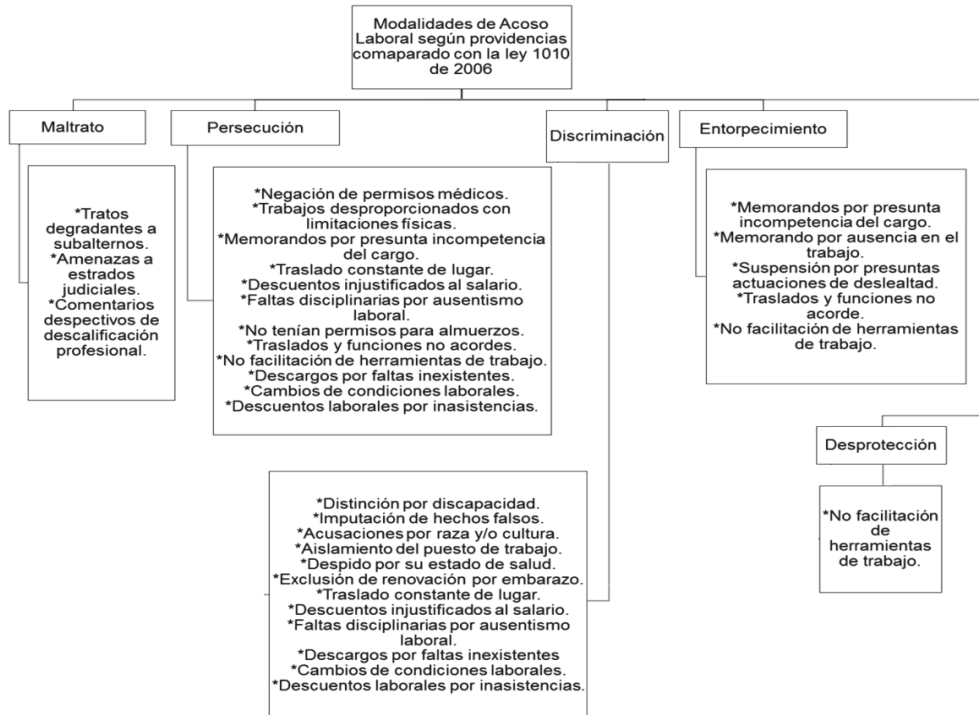 Modalidades de Acoso
Laboral según providencias
comaparado con la ley 1010
de 2006
Maltrato
*Tratos
degradantes a
subalternos.
*Amenazas a
estrados
judiciales.
*Comentarios
despectivos de
descalificación
profesional.
Persecución
*Negación de permisos médicos.
*Trabajos desproporcionados con
limitaciones físicas.
*Memorandos por presunta incompetencia
del cargo.
*Traslado constante de lugar.
*Descuentos injustificados al salario.
*Faltas disciplinarias por ausentismo
laboral.
*No tenían permisos para almuerzos.
*Traslados y funciones no acordes.
*No facilitación de herramientas de trabajo.
*Descargos por faltas inexistentes.
*Cambios de condiciones laborales.
*Descuentos laborales por inasistencias.
Discriminación
*Distinción por discapacidad.
*Imputación de hechos falsos.
*Acusaciones por raza y/o cultura.
*Aislamiento del puesto de trabajo.
*Despido por su estado de salud.
*Exclusión de renovación por embarazo.
*Traslado constante de lugar.
*Descuentos injustificados al salario.
*Faltas disciplinarias por ausentismo
laboral.
*Descargos por faltas inexistentes
*Cambios de condiciones laborales.
*Descuentos laborales por inasistencias.
Entorpecimiento
*Memorandos por presunta
incompetencia del cargo.
*Memorando por ausencia en el
trabajo.
*Suspensión por presuntas
actuaciones de deslealtad.
*Traslados y funciones no
acorde.
*No facilitación de herramientas
de trabajo.
Desprotección
*No facilitación
de
herramientas
de trabajo.